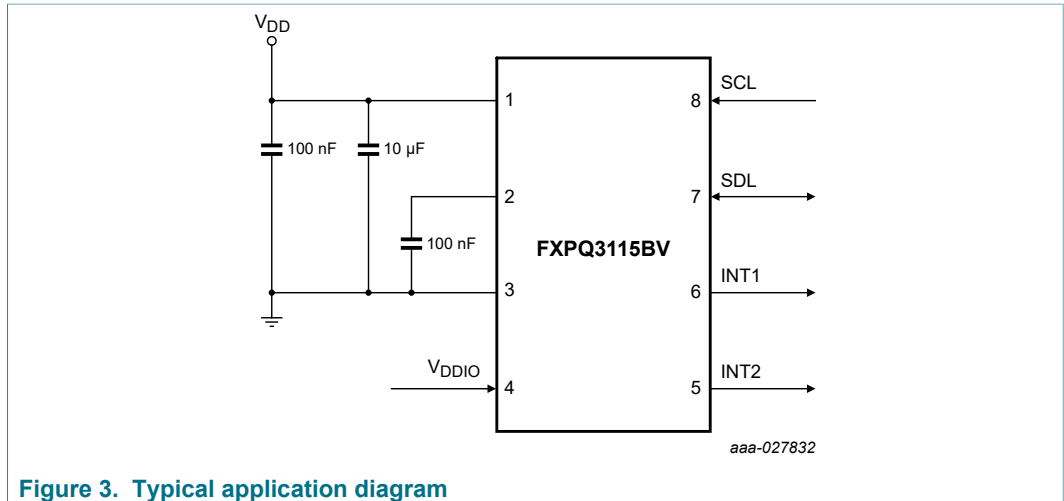 VDD
1
8
SCL
100 nF
10 µF
2
7
SDL
100 nF
FXPQ3115BV
3
6
INT1
VDDIO
4
5
INT2
aaa-027832
Figure 3. Typical application diagram